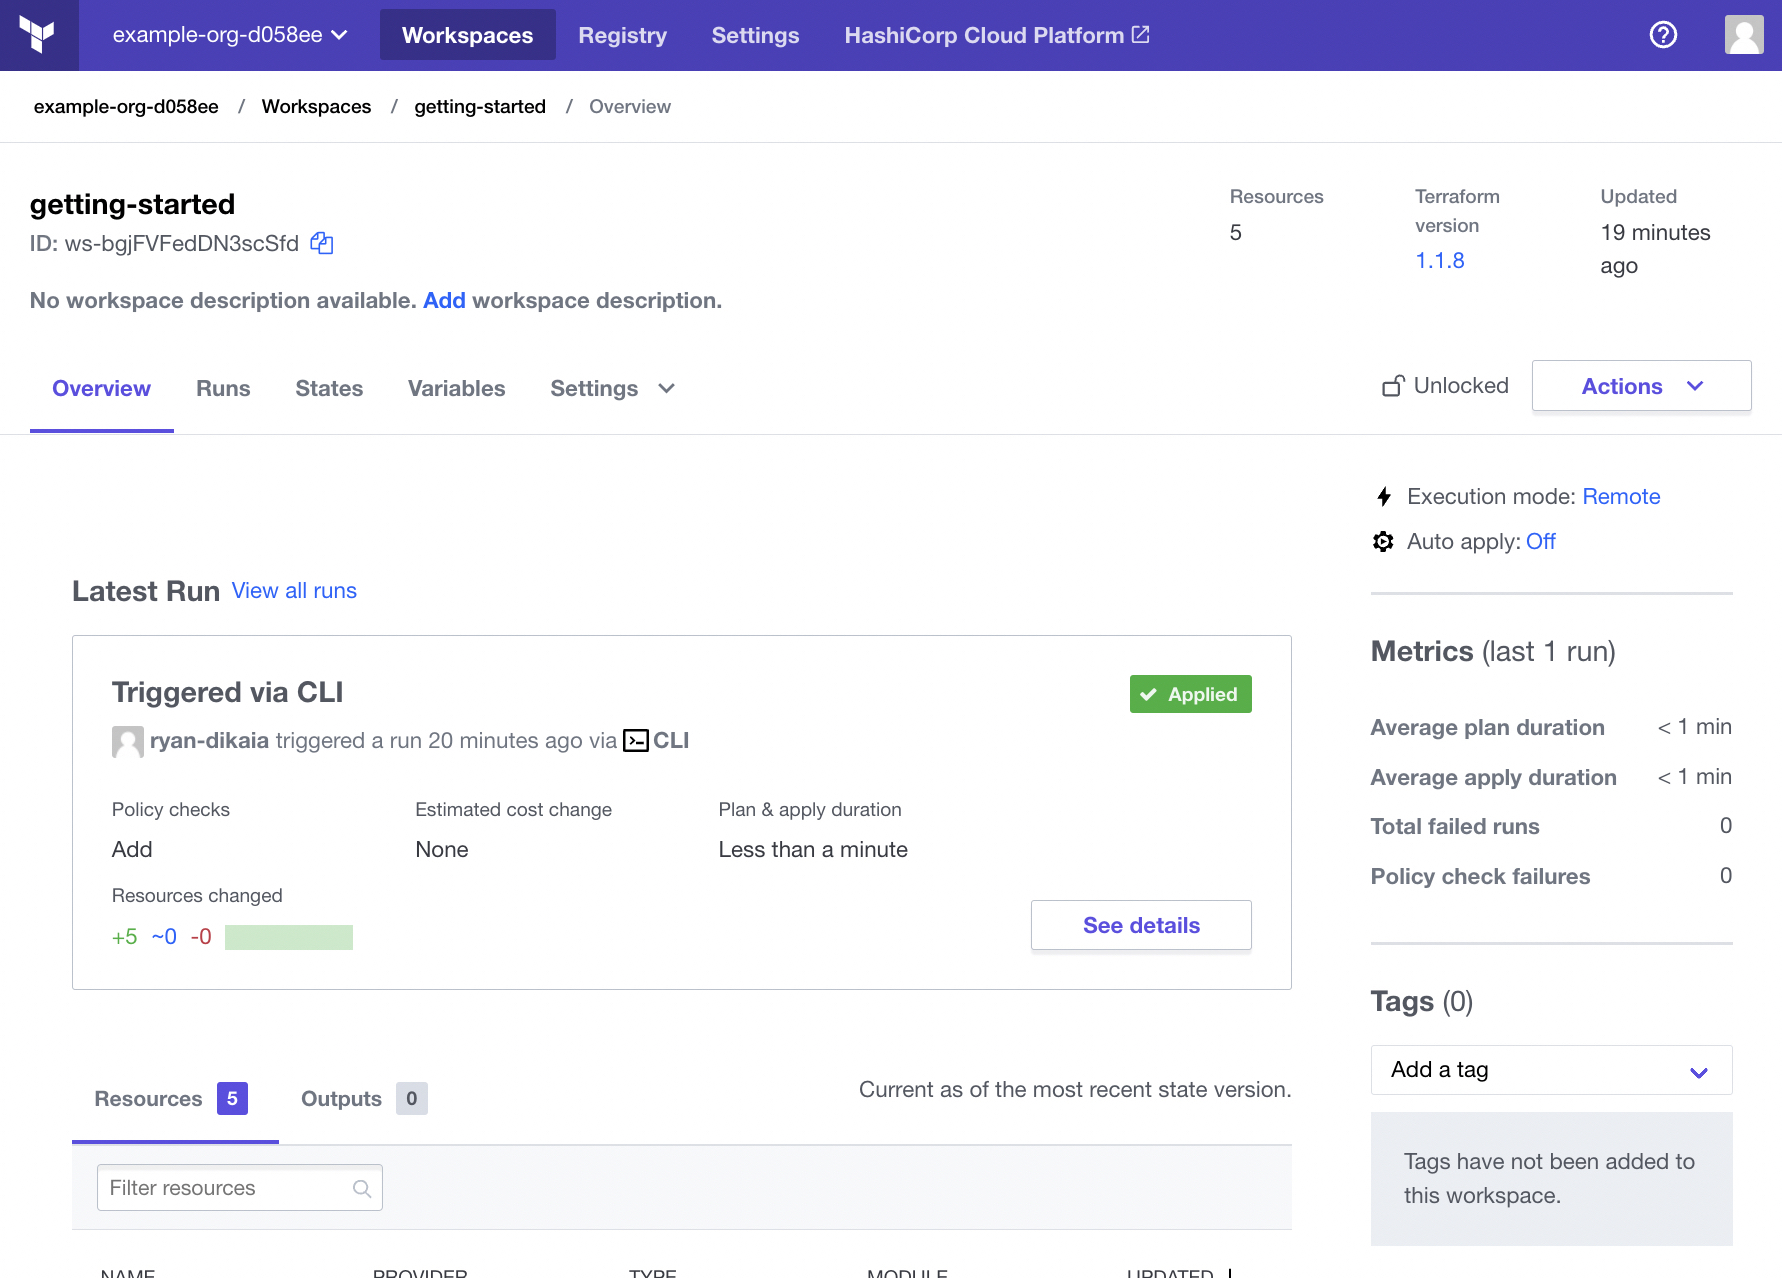 example-org-d058ee
Workspaces
Registry
Settings
HashiCorp Cloud Platform
example-org-d058ee / Workspaces / getting-started / Overview
getting-started
ID: ws-bgjFVFedDN3scSfd
No workspace description available. Add workspace description.
Resources
5
Terraform
version
1.1.8
Updated
19 minutes
ago
Overview
Runs
States
Variables
Settings
Unlocked
Actions
Execution mode: Remote
Auto apply: Off
Latest Run View all runs
Triggered via CLI
Applied
ryan-dikaia triggered a run 20 minutes ago via CLI
Policy checks
Add
Estimated cost change
None
Plan & apply duration
Less than a minute
Resources changed
+5 ~0 -0
See details
Metrics (last 1 run)
Average plan duration < 1 min
Average apply duration < 1 min
Total failed runs 0
Policy check failures 0
Tags (0)
Add a tag
Tags have not been added to
this workspace.
Resources 5
Outputs 0
Current as of the most recent state version.
Filter resources
NAME PROVIDER TYPE MODULE UPDATED